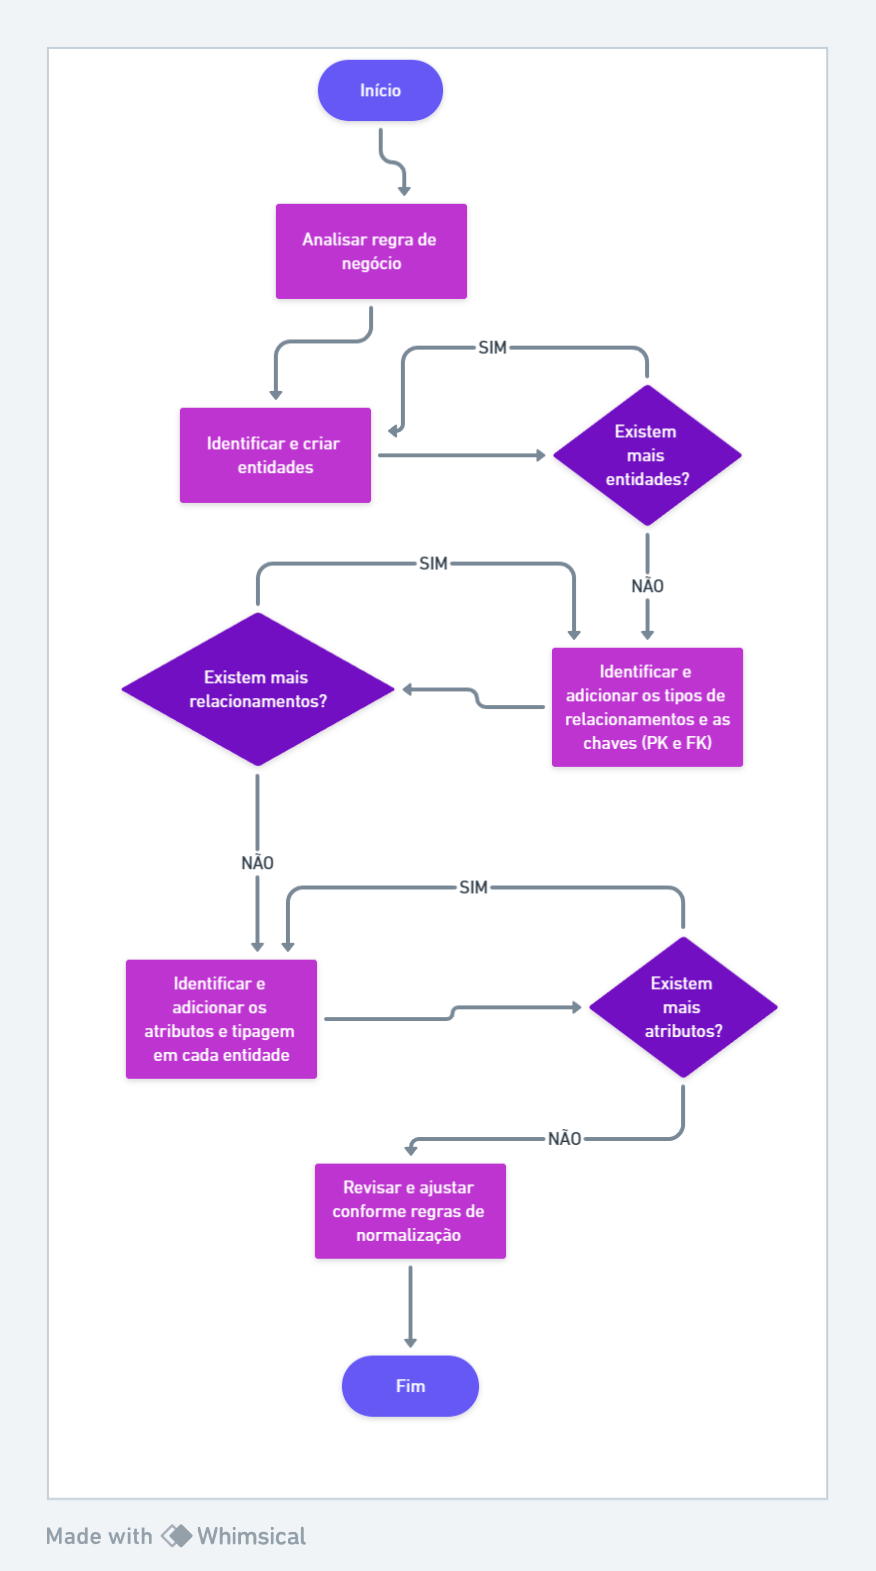 Início
Analisar regra de
negócio
SIM
Identificar e criar
entidades
Existem
mais
entidades?
NÃO
SIM
Identificar e
adicionar os tipos de
relacionamentos e as
chaves (PK e FK)
Existem mais
relacionamentos?
NÃO
SIM
Identificar e
adicionar os
atributos e tipagem
em cada entidade
Existem
mais
atributos?
NÃO
Revisar e ajustar
conforme regras de
normalização
Fim
Made with Whimsical